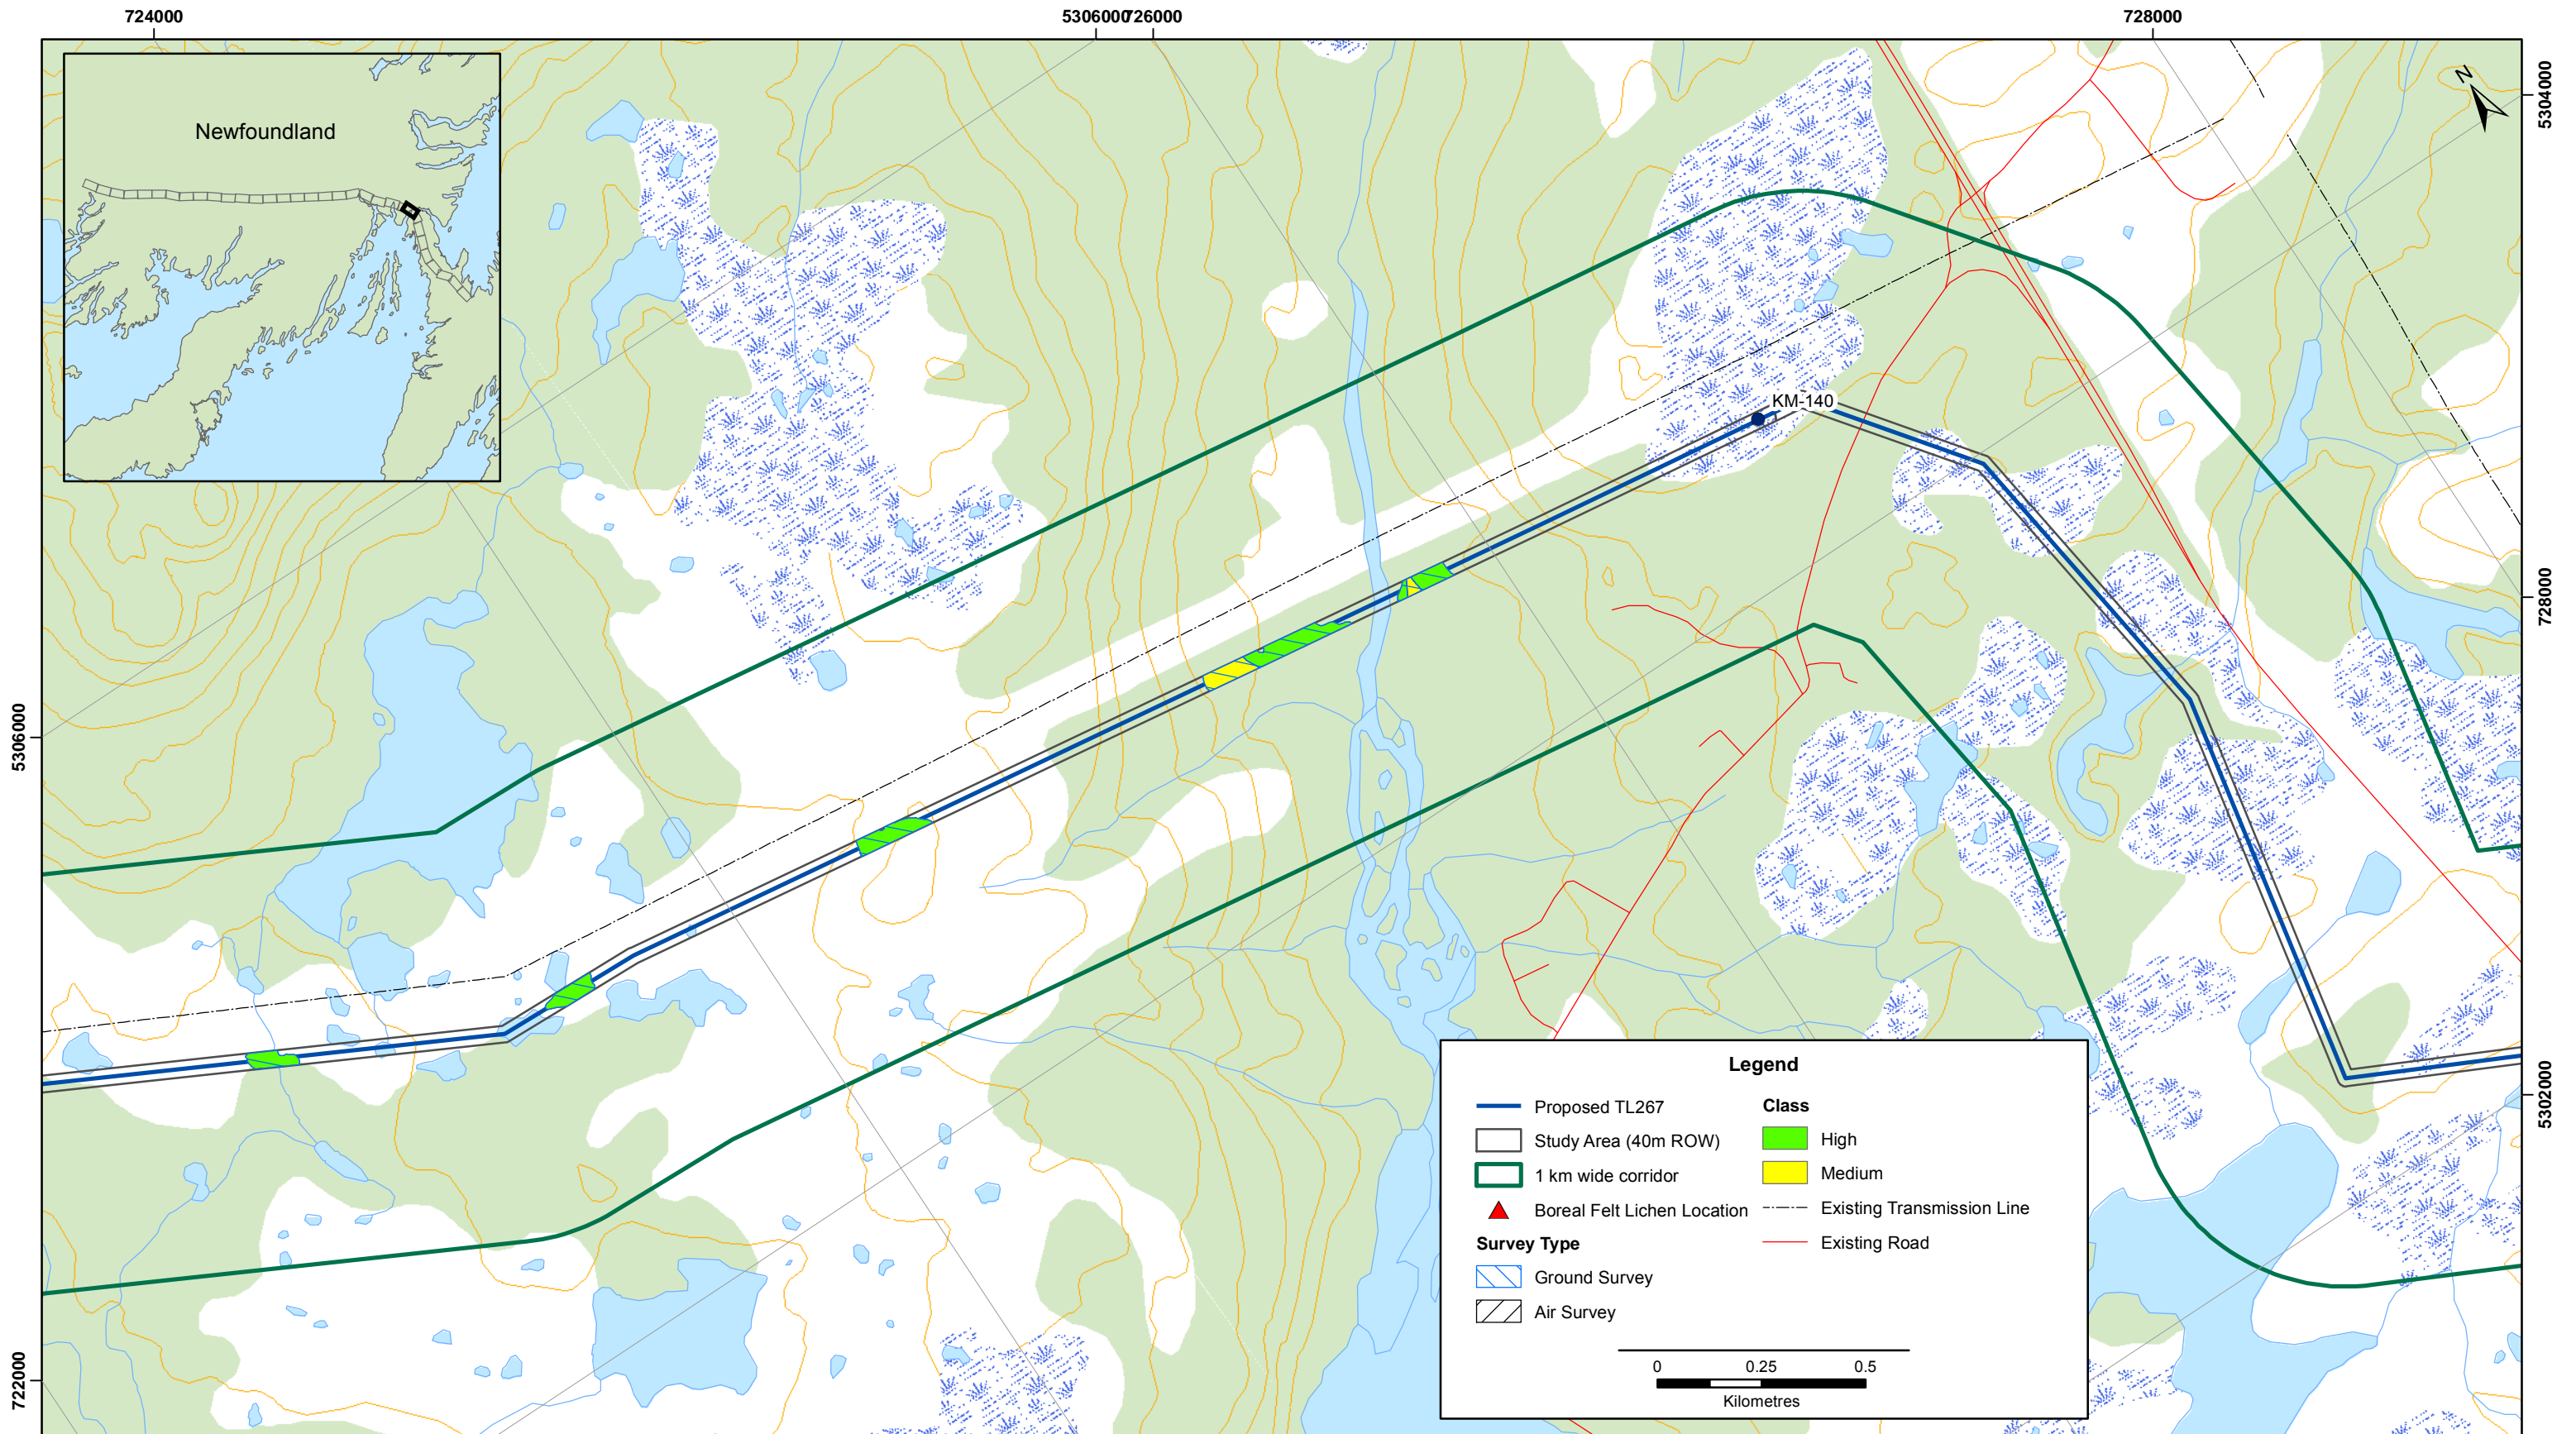 724000
5306000
726000
728000
Newfoundland
N
5304000
KM-140
728000
5306000
5302000
722000
Legend
Proposed TL267
Study Area (40m ROW)
1 km wide corridor
Boreal Felt Lichen Location
Survey Type
Ground Survey
Air Survey
Class
High
Medium
Existing Transmission Line
Existing Road
0 0.25 0.5
Kilometres